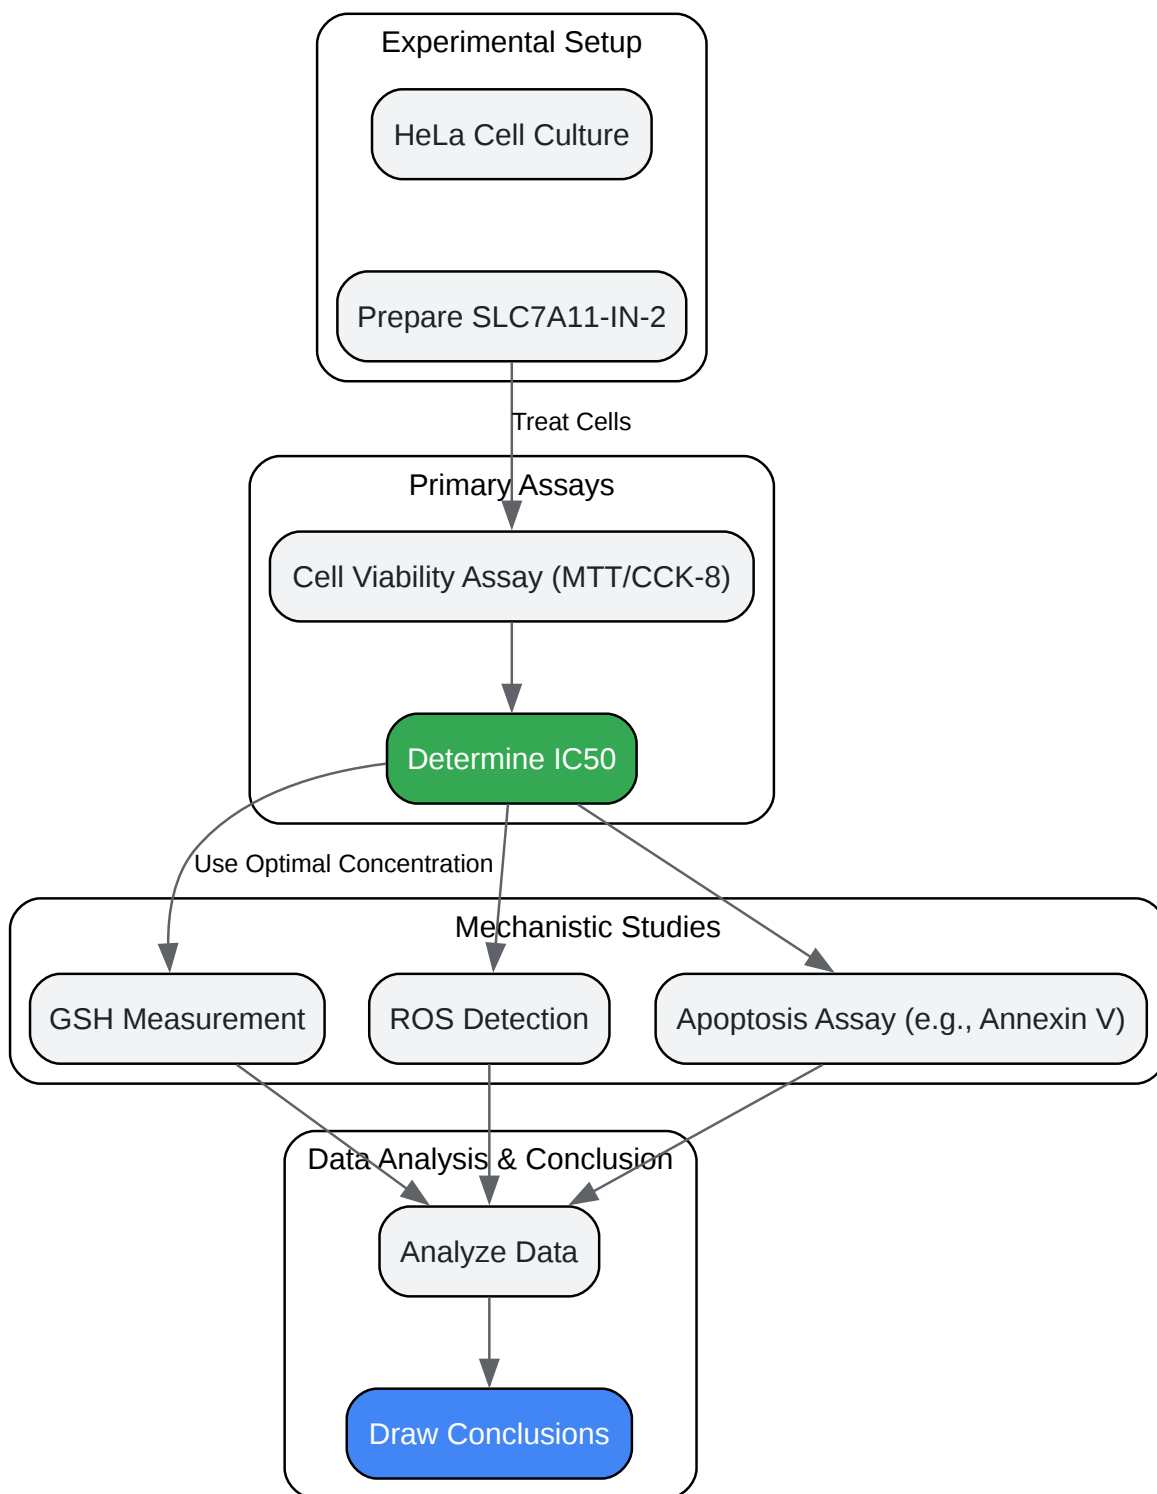 Experimental Setup
HeLa Cell Culture
Prepare SLC7A11-IN-2
Treat Cells
Primary Assays
Cell Viability Assay (MTT/CCK-8)
Determine IC50
Use Optimal Concentration
Mechanistic Studies
GSH Measurement
ROS Detection
Apoptosis Assay (e.g., Annexin V)
Data Analysis & Conclusion
Analyze Data
Draw Conclusions